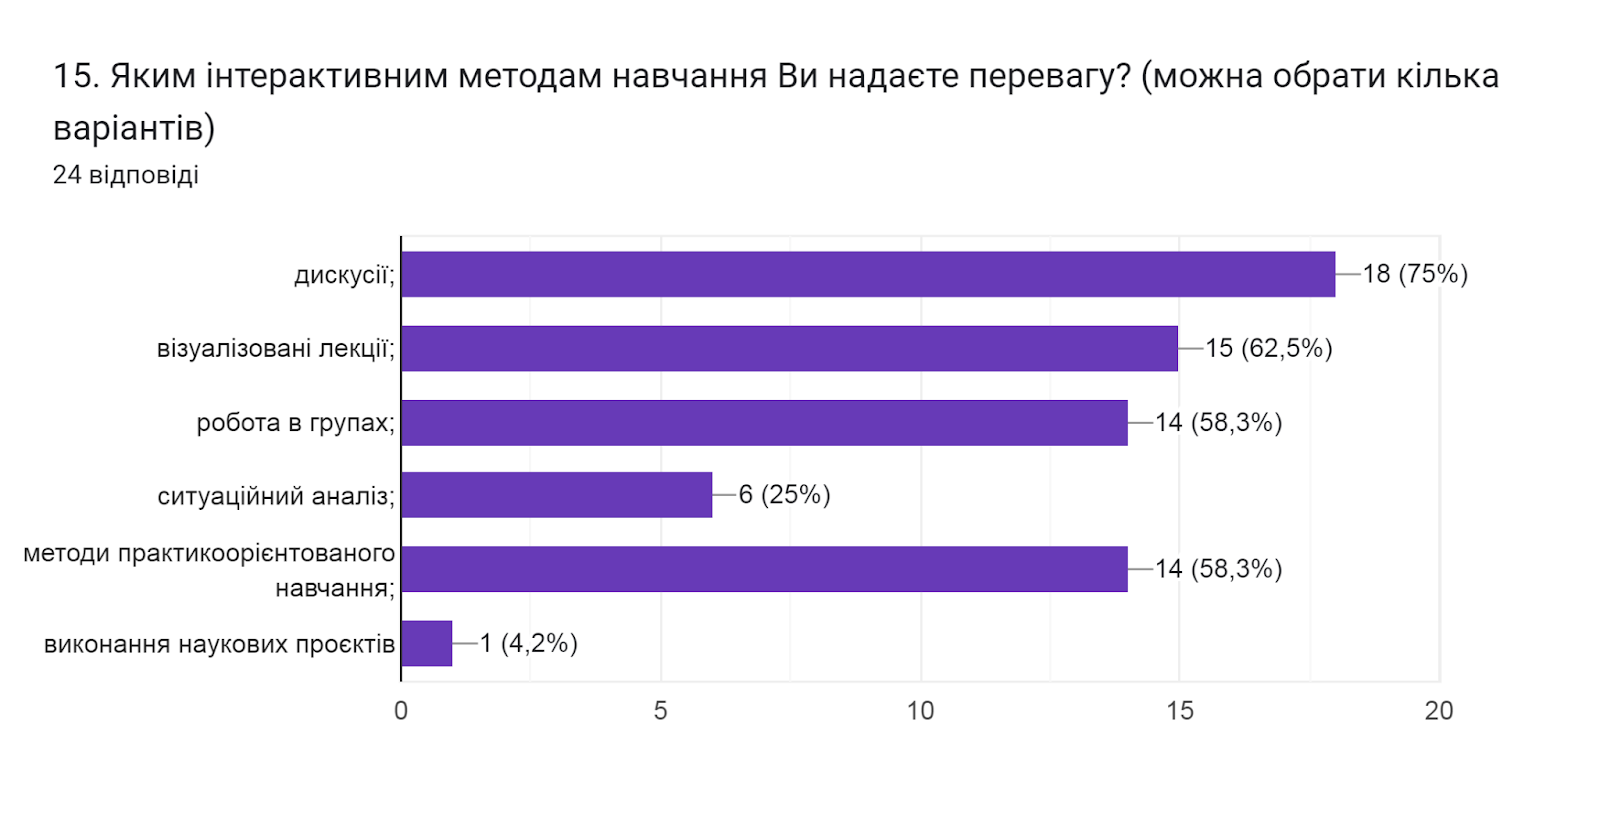 15. Яким інтерактивним методам навчання Ви надаєте перевагу? (можна обрати кілька
варіантів)
24 відповіді
дискусії;
18 (75%)
візуалізовані лекції;
15 (62,5%)
робота в групах;
14 (58,3%)
ситуаційний аналіз;
6 (25%)
методи практикоорієнтованого
навчання;
14 (58,3%)
виконання наукових проєктів
1 (4,2%)
0 5 10 15 20